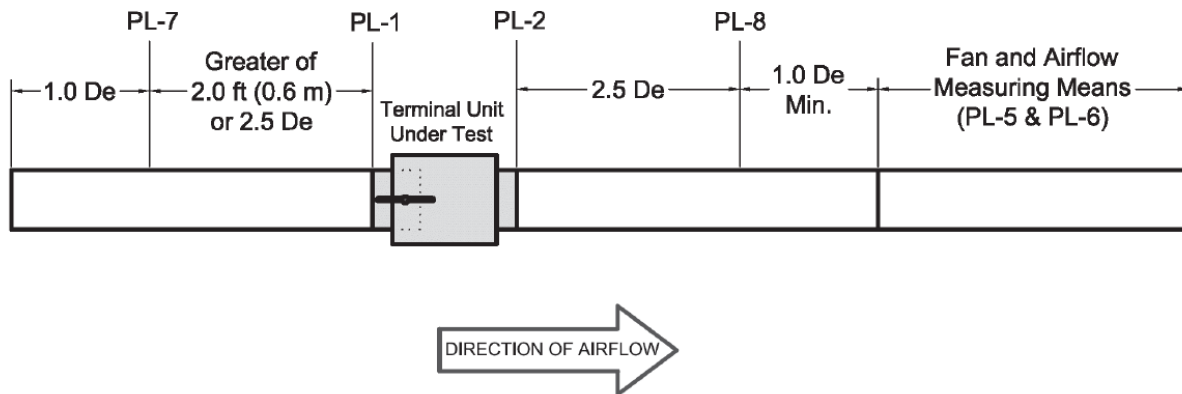 PL-7
PL-1
PL-2
PL-8
1.0 De
Greater of
2.0 ft (0.6 m)
or 2.5 De
Terminal Unit
Under Test
2.5 De
1.0 De
Min.
Fan and Airflow
Measuring Means
(PL-5 & PL-6)
DIRECTION OF AIRFLOW